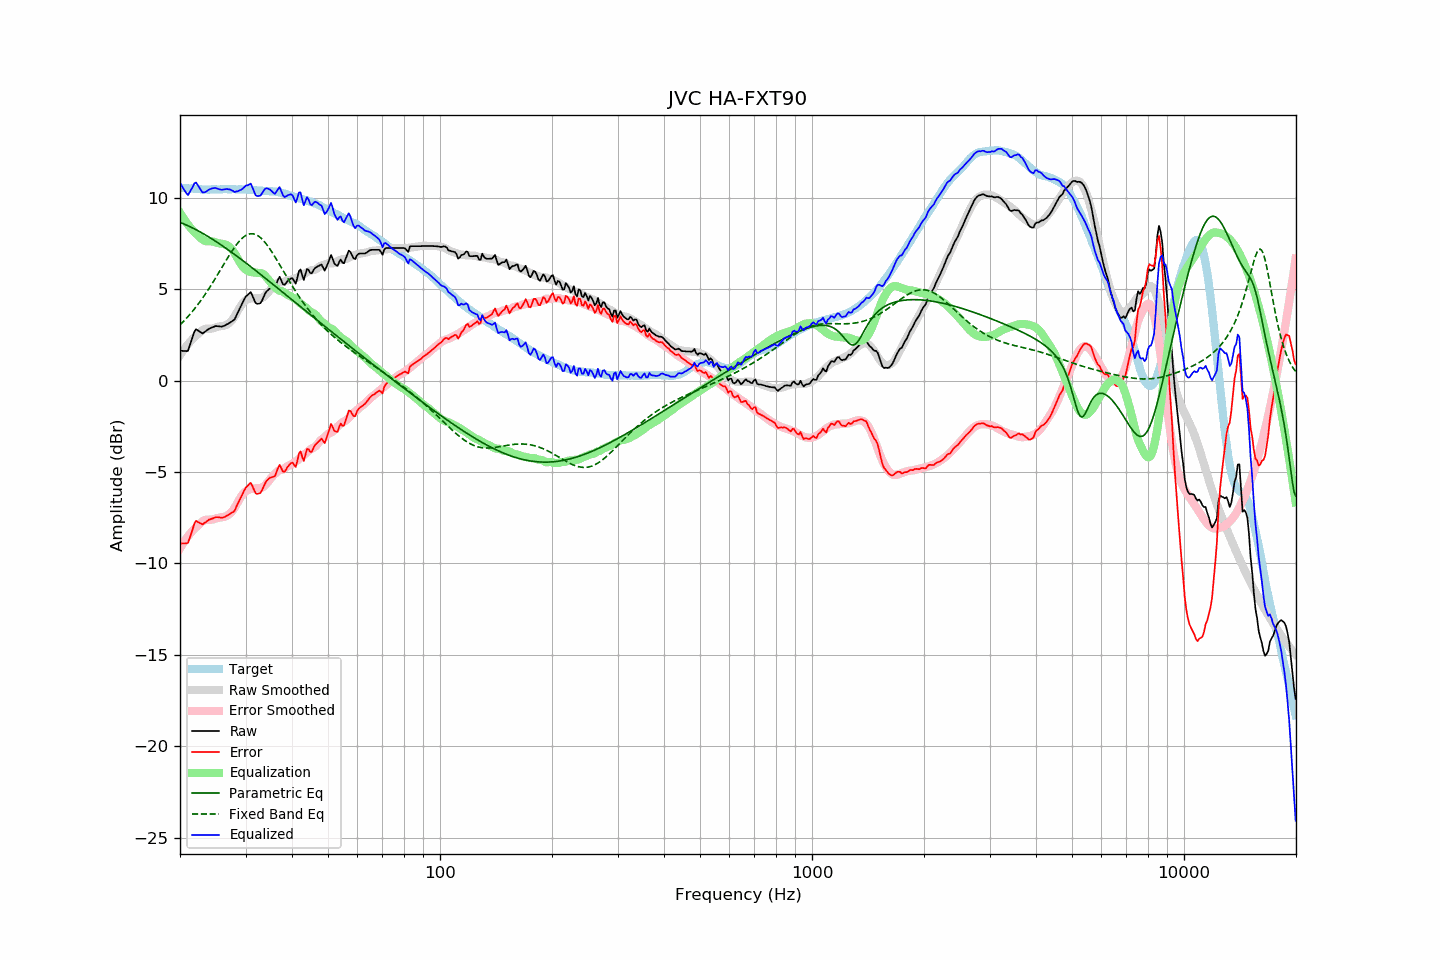 JVC HA-FXT90
Amplitude (dBr)
10
5
0
−5
−10
−15
−20
−25
Target
Raw Smoothed
Error Smoothed
Raw
Error
Equalization
Parametric Eq
Fixed Band Eq
Equalized
100
1000
10000
Frequency (Hz)